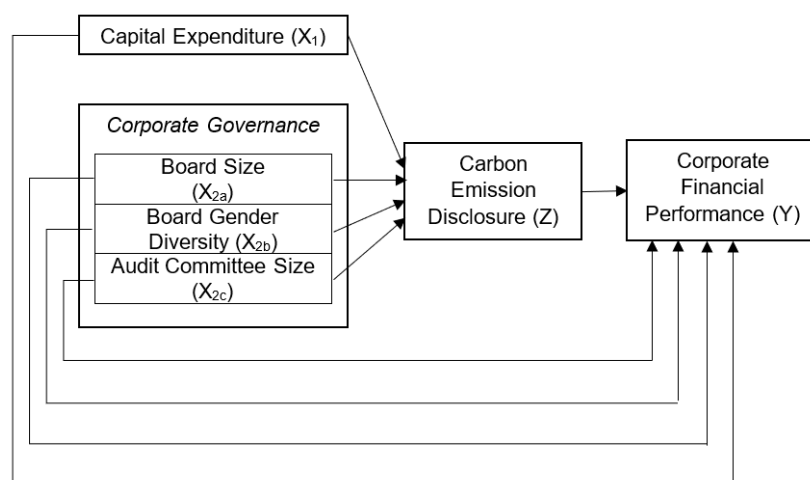 Capital Expenditure (X₁)
Corporate Governance
Board Size
(X₂ₐ)
Board Gender
Diversity (X₂b)
Audit Committee Size
(X₂c)
Carbon
Emission
Disclosure (Z)
Corporate
Financial
Performance (Y)